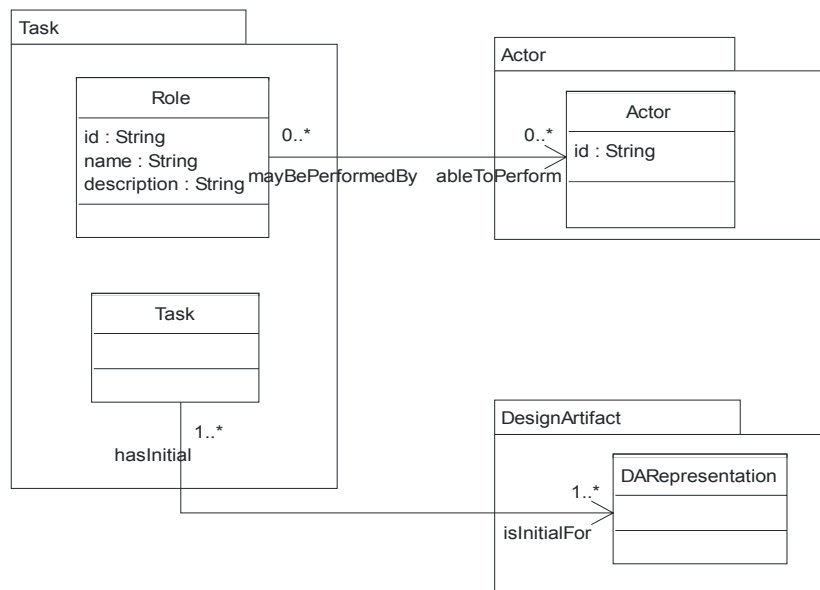 Task
Role
id : String
name : String
description : String
0..*
mayBePerformedBy
0..*
ableToPerform
Actor
Actor
id : String
Task
1..*
hasInitial
DesignArtifact
DARepresentation
1..*
isInitialFor